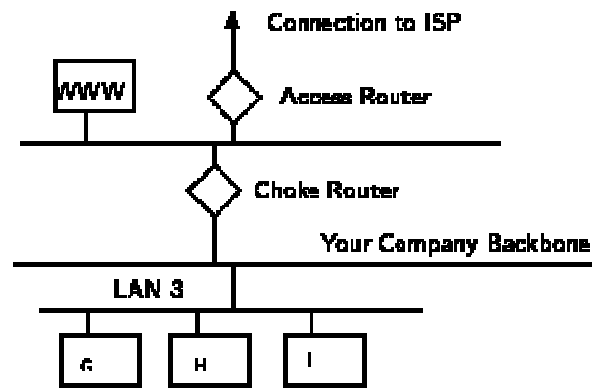 Connection to ISP
WWW
Access Router
Choke Router
Your Company Backbone
LAN 3
G H I